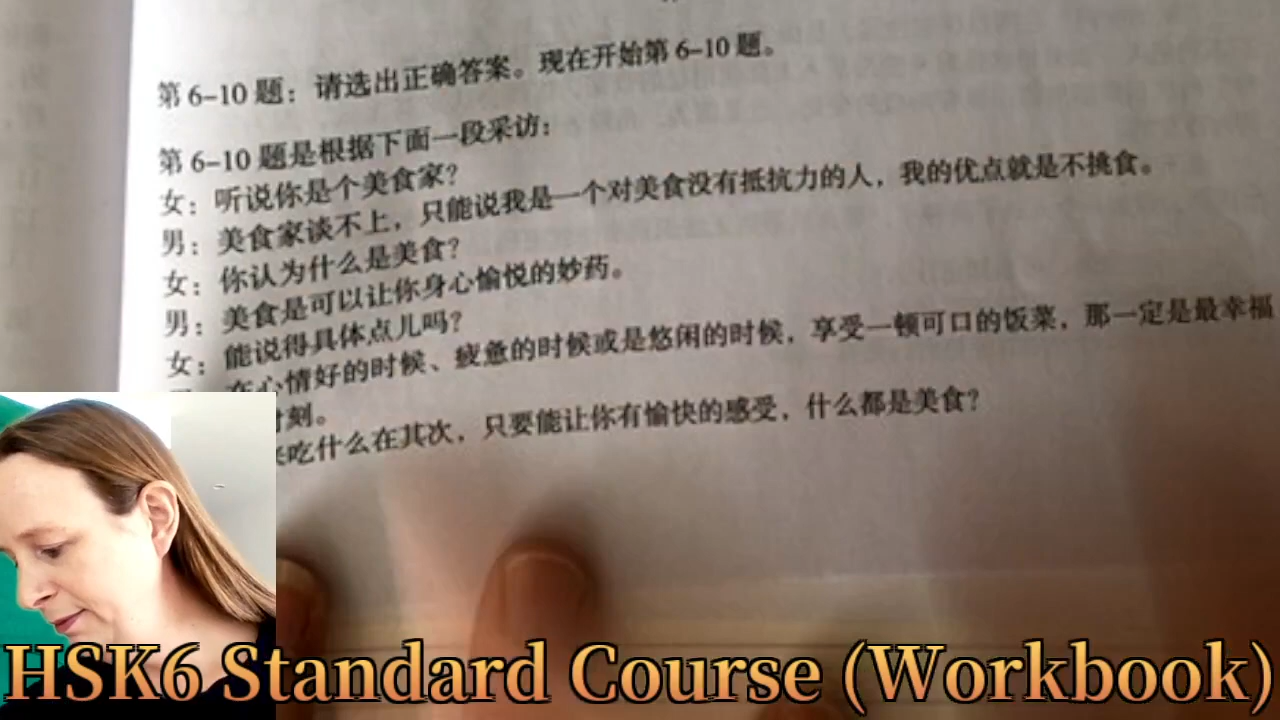 第 6–10 题：请选出正确答案。现在开始第 6–10 题。
第 6–10 题是根据下面一段采访：
女：听说你是个美食家？
男：美食家谈不上，只能说我是一个对美食没有抵抗力的人，我的优点就是不挑食。
女：你认为什么是美食？
男：美食是可以让你身心愉悦的妙药。
女：能说得具体点儿吗？
在心情好的时候、疲惫的时候或是悠闲的时候，享受一顿可口的饭菜，那一定是最幸福
时刻。
来吃什么在其次，只要能让你有愉快的感受，什么都是美食？
HSK6 Standard Course (Workbook)